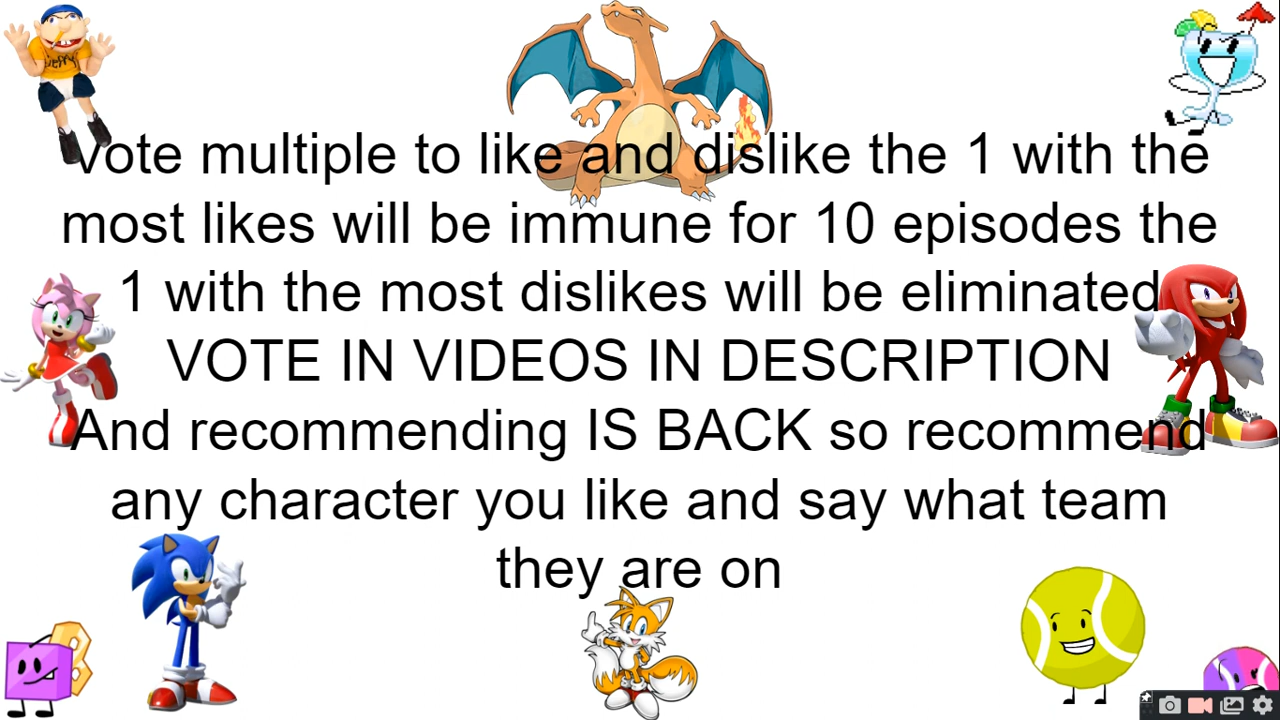 Vote multiple to like and dislike the 1 with the
most likes will be immune for 10 episodes the
1 with the most dislikes will be eliminated
VOTE IN VIDEOS IN DESCRIPTION
And recommending IS BACK so recommend
any character you like and say what team
they are on